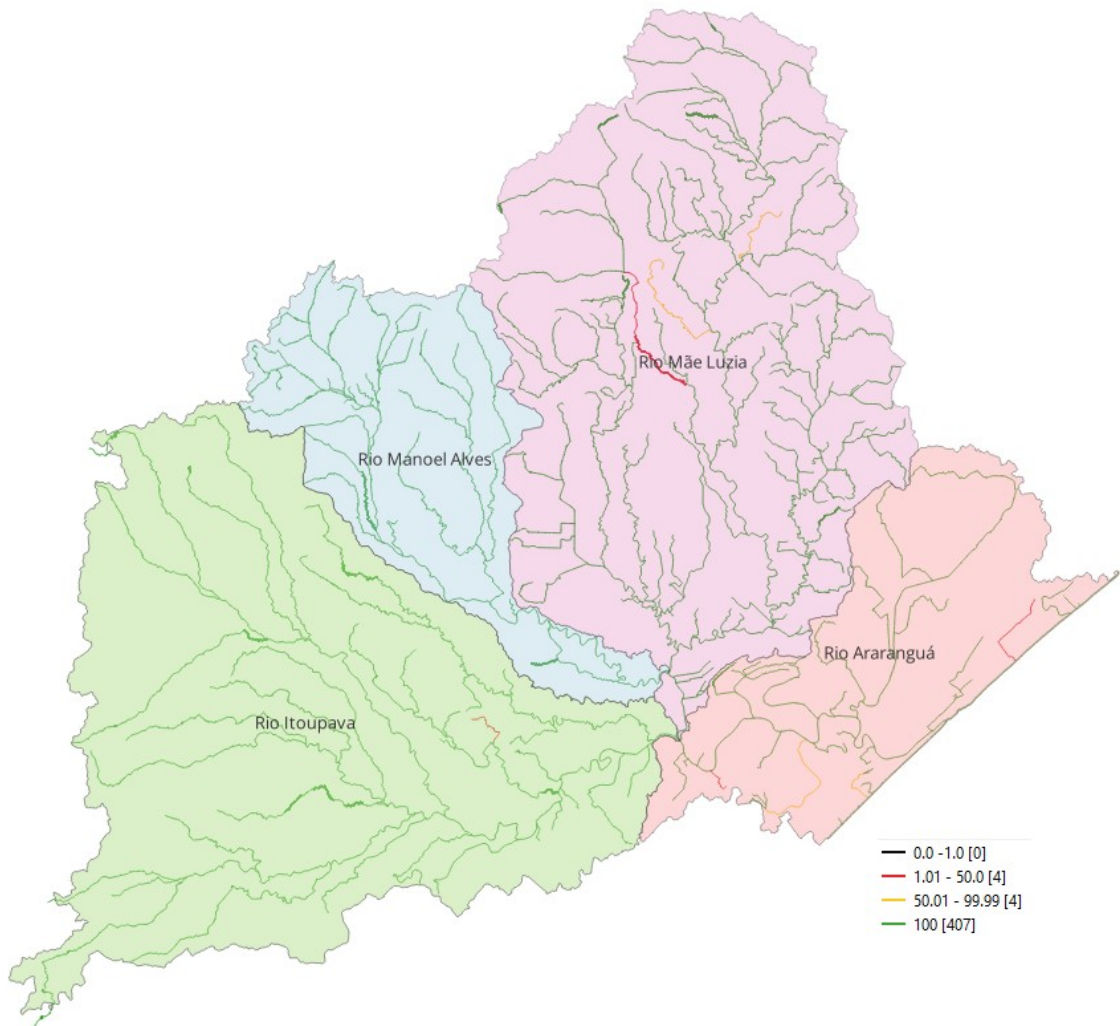 Rio Mãe Luzia
Rio Manoel Alves
Rio Araranguá
Rio Itoupava
0.0 -1.0 [0]
1.01 - 50.0 [4]
50.01 - 99.99 [4]
100 [407]